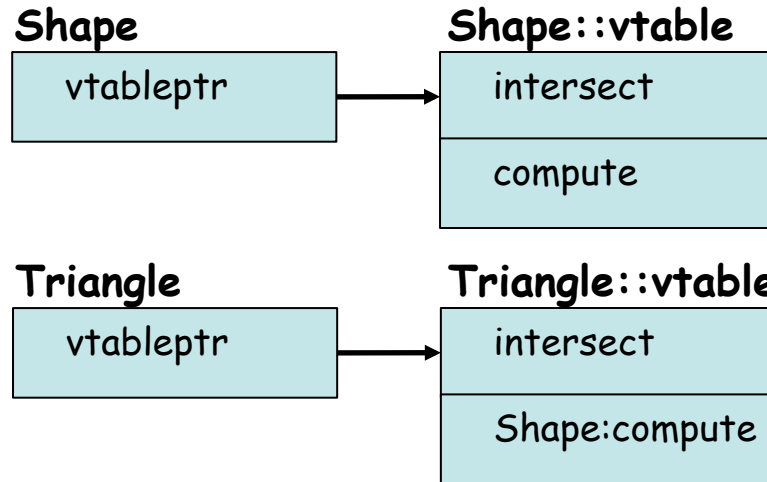 Shape
Shape::vtable
vtableptr
intersect
compute
Triangle
Triangle::vtable
vtableptr
intersect
Shape:compute